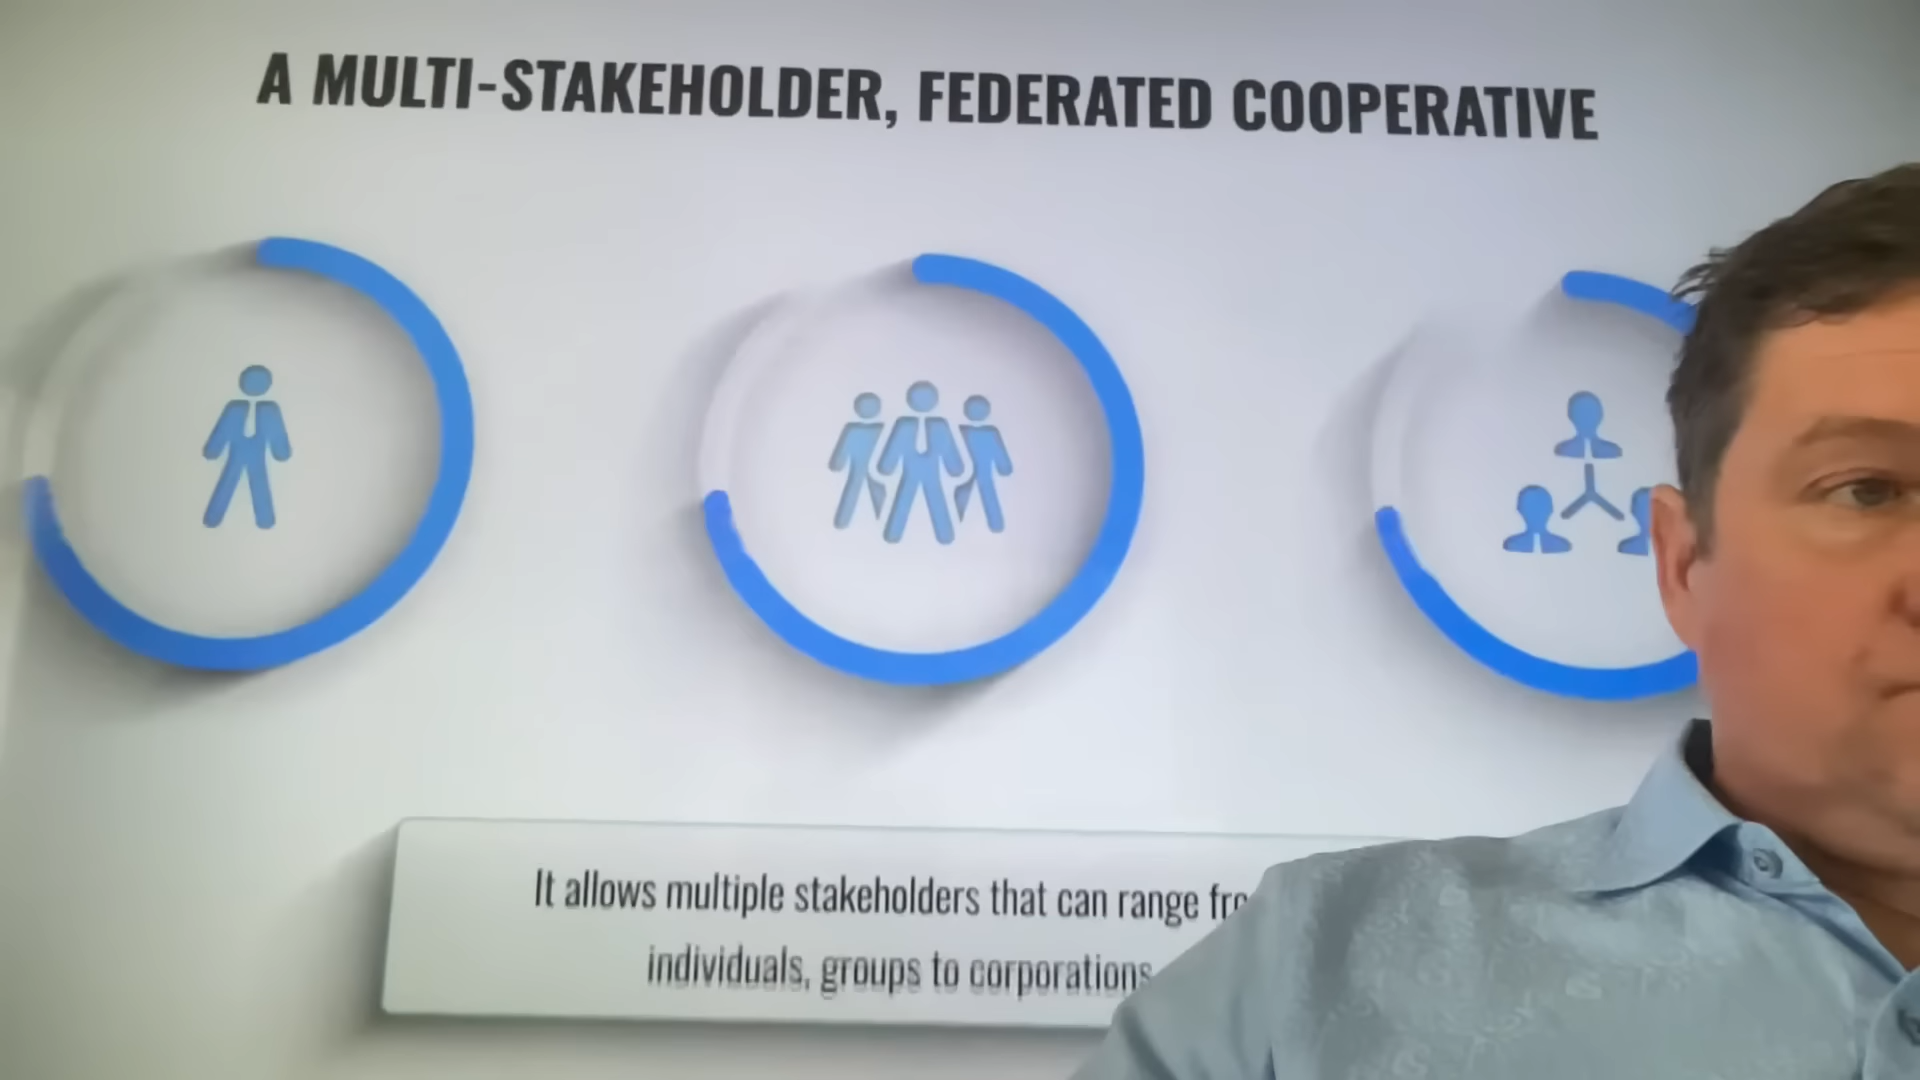 A MULTI-STAKEHOLDER, FEDERATED COOPERATIVE
It allows multiple stakeholders that can range
individuals, groups to corporations